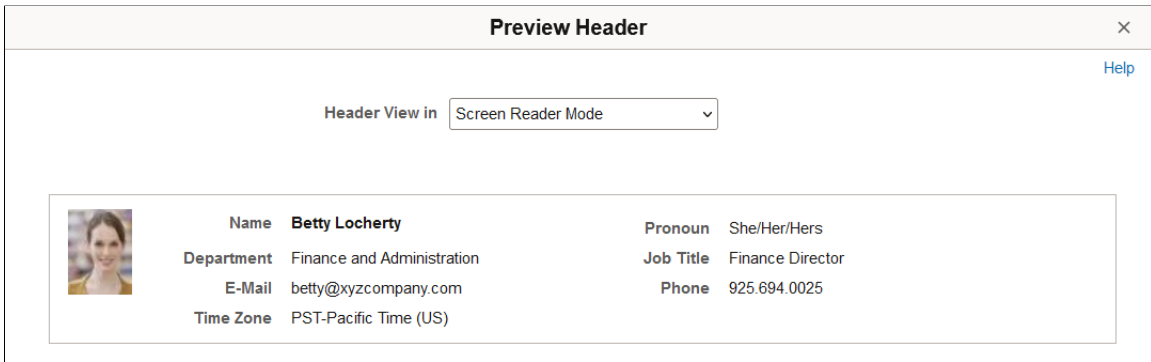 Preview Header
×
Help
Header View in Screen Reader Mode
Name Betty Locherty
Pronoun She/Her/Hers
Department Finance and Administration
Job Title Finance Director
E-Mail betty@xyzcompany.com
Phone 925.694.0025
Time Zone PST-Pacific Time (US)